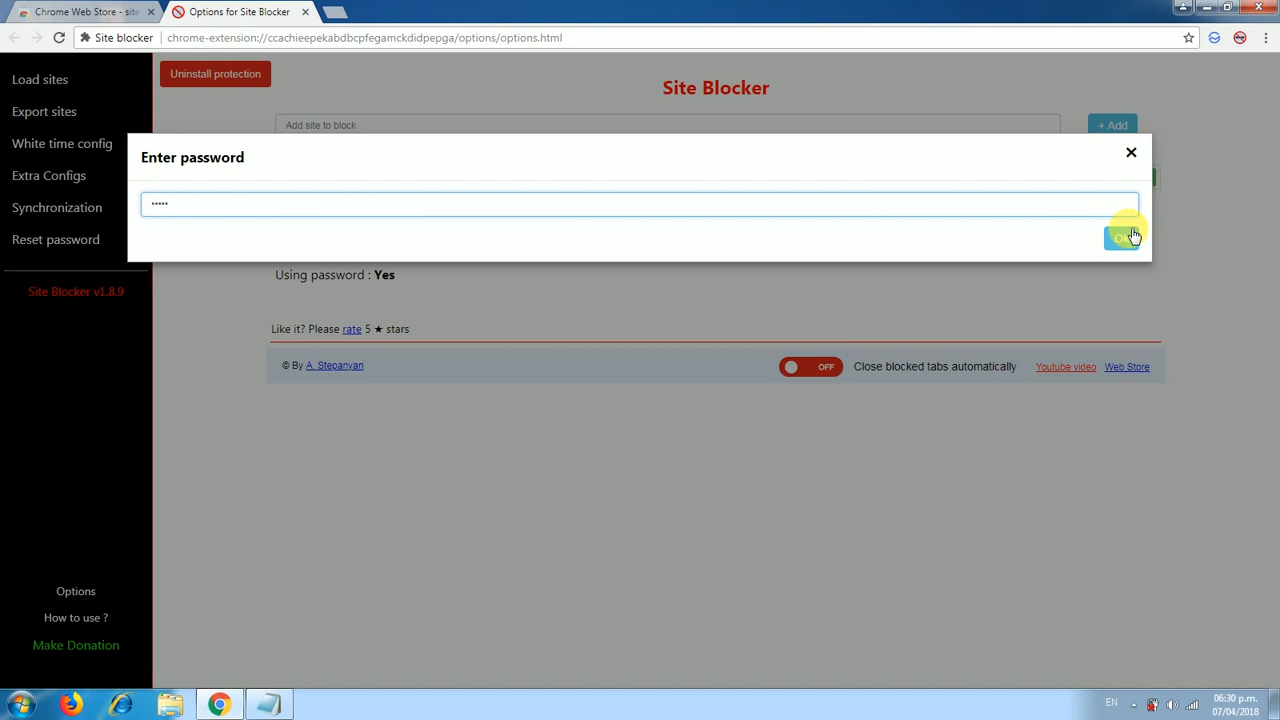 Chrome Web Store - site
Options for Site Blocker
Site blocker
chrome-extension://ccachieepekabdbcpfegamckdidpepga/options/options.html
Load sites
Export sites
White time config
Extra Configs
Synchronization
Reset password
Site Blocker v1.8.9
Options
How to use ?
Make Donation
Uninstall protection
Site Blocker
Add site to block
+ Add
Enter password
•••••
OK
Using password : Yes
Like it? Please rate 5 ★ stars
© By A. Stepanyan
OFF
Close blocked tabs automatically
Youtube video
Web Store
EN
06:30 p.m.
07/04/2018